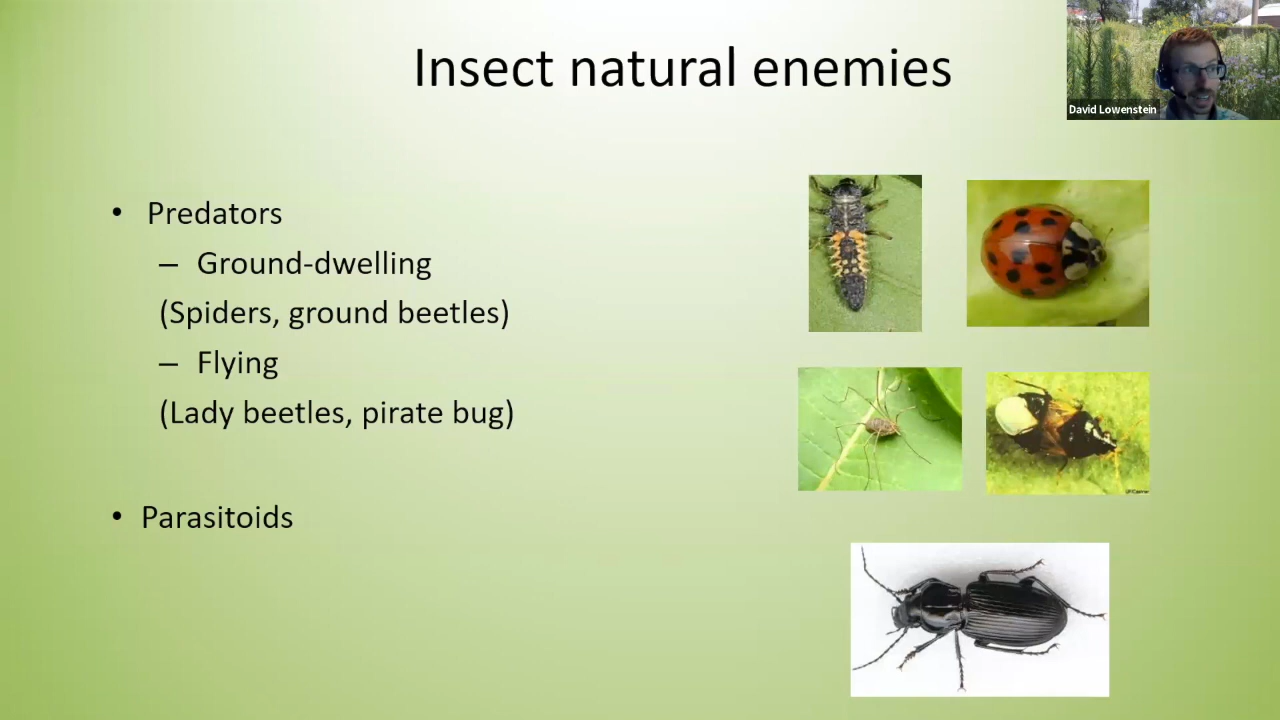 Insect natural enemies
David Lowenstein
• Predators
– Ground-dwelling
(Spiders, ground beetles)
– Flying
(Lady beetles, pirate bug)
• Parasitoids